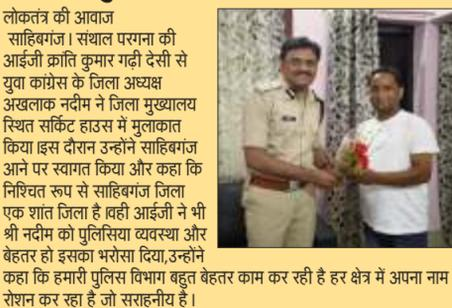 लोकतंत्र की आवाज
साहिबगंज । संथाल परगना की
आईजी क्रांति कुमार गढ़ी देसी से
युवा कांग्रेस के जिला अध्यक्ष
अखलाक नदीम ने जिला मुख्यालय
स्थित सर्किट हाउस में मुलाकात
किया।इस दौरान उन्होंने साहिबगंज
आने पर स्वागत किया और कहा कि
निश्चित रूप से साहिबगंज जिला
एक शांत जिला है।वही आईजी ने भी
श्री नदीम को पुलिसिया व्यवस्था और
बेहतर हो इसका भरोसा दिया,उन्होंने
कहा कि हमारी पुलिस विभाग बहुत बेहतर काम कर रही है हर क्षेत्र में अपना नाम
रोशन कर रहा है जो सराहनीय है ।